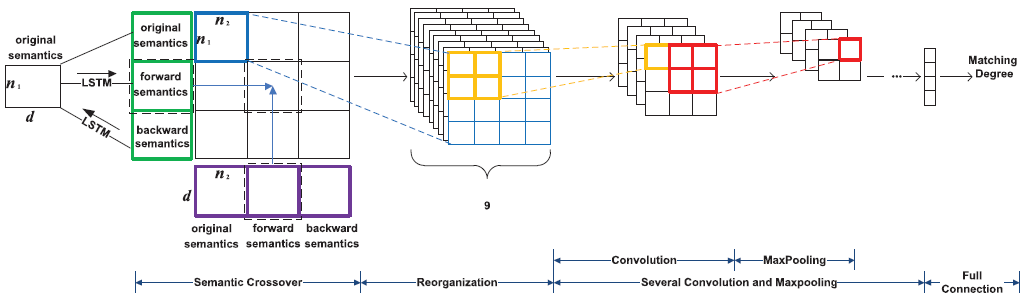 original
semantics
n1
d
LSTM
LSTM
original
semantics
forward
semantics
backward
semantics
n2
n1
d
n2
original
semantics
forward
semantics
backward
semantics
9
...
Matching
Degree
Convolution
MaxPooling
Semantic Crossover
Reorganization
Several Convolution and Maxpooling
Full
Connection